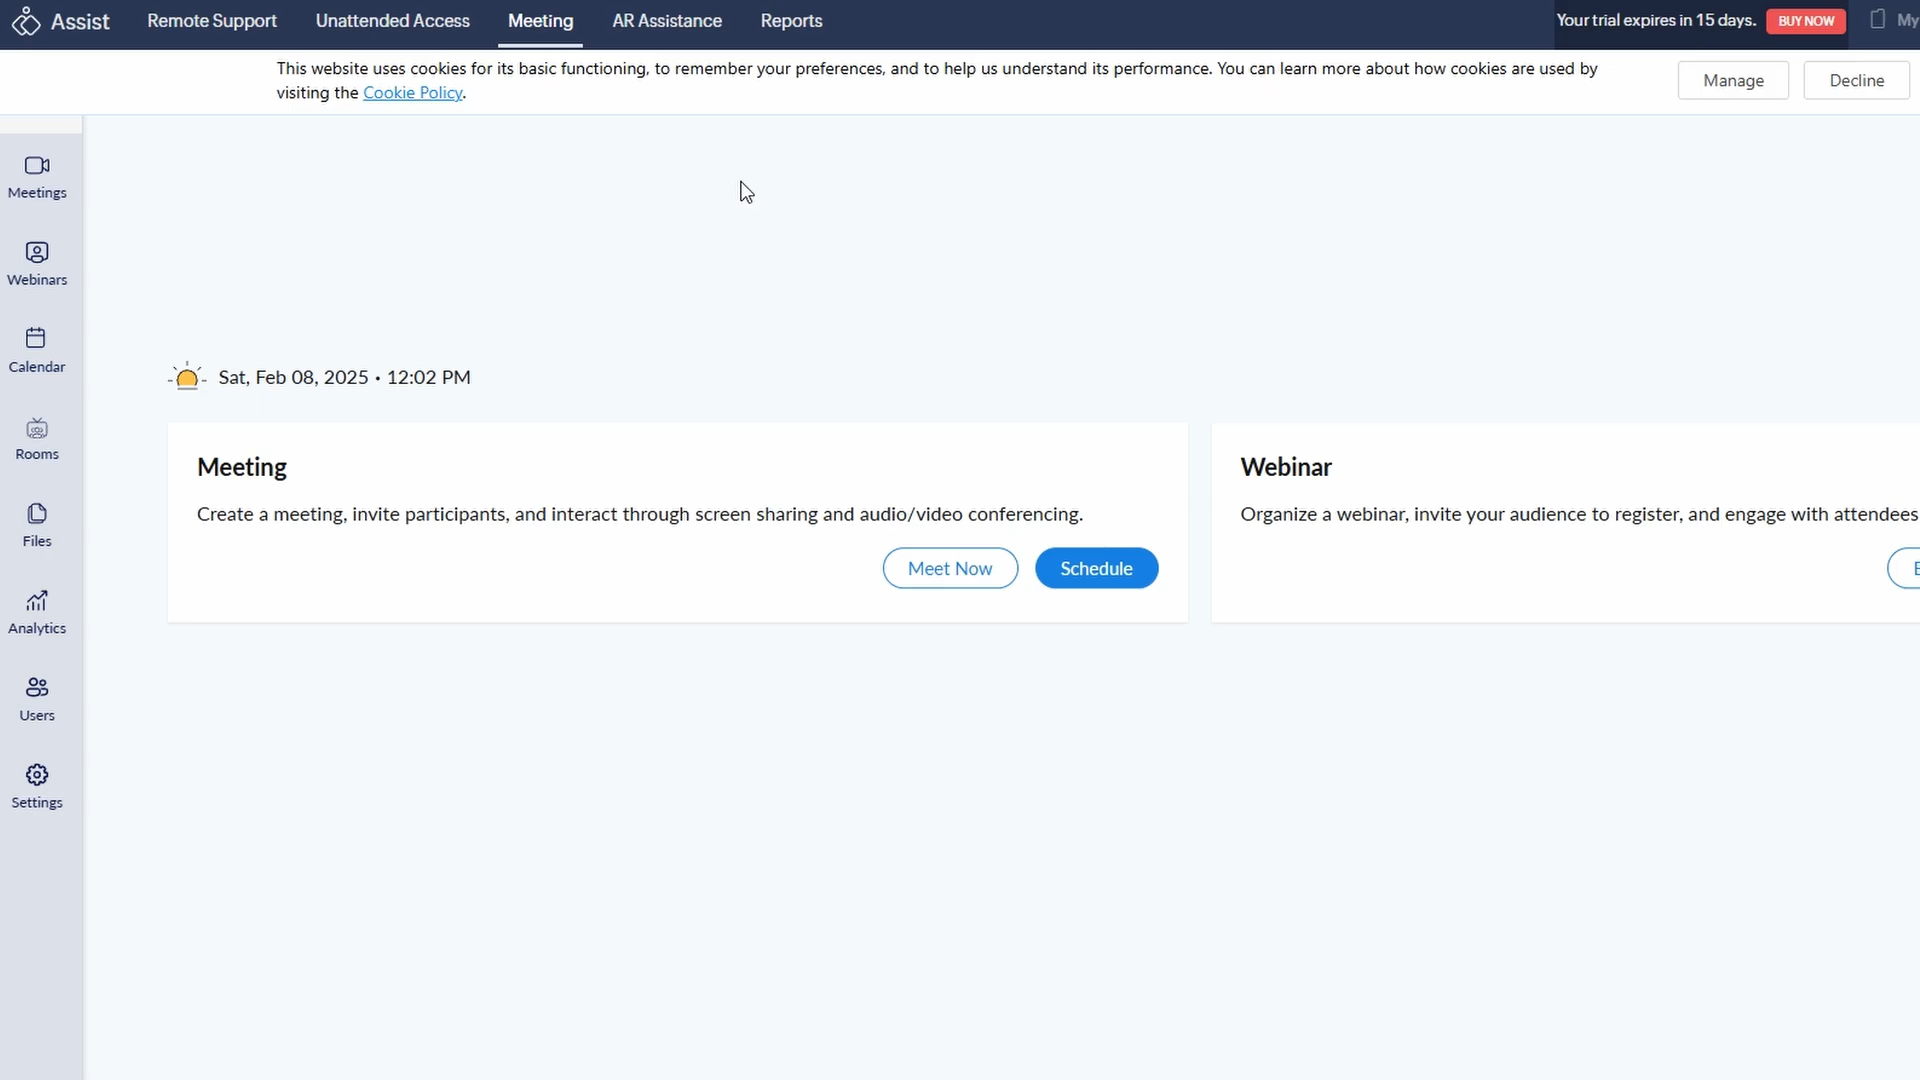 Assist
Remote Support
Unattended Access
Meeting
AR Assistance
Reports
Your trial expires in 15 days.
BUY NOW
My
This website uses cookies for its basic functioning, to remember your preferences, and to help us understand its performance. You can learn more about how cookies are used by
visiting the Cookie Policy.
Manage
Decline
Meetings
Webinars
Calendar
Rooms
Files
Analytics
Users
Settings
Sat, Feb 08, 2025 • 12:02 PM
Meeting
Create a meeting, invite participants, and interact through screen sharing and audio/video conferencing.
Meet Now
Schedule
Webinar
Organize a webinar, invite your audience to register, and engage with attendees